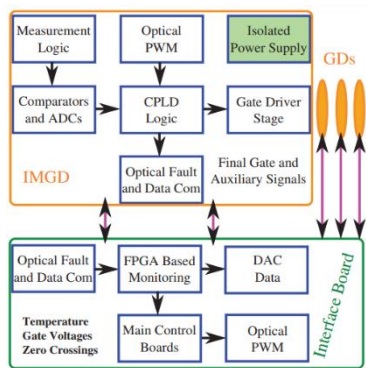 Measurement
Logic
Optical
PWM
Isolated
Power Supply
GDs
Comparators
and ADCs
CPLD
Logic
Gate Driver
Stage
IMGD
Optical Fault
and Data Com
Final Gate and
Auxiliary Signals
Optical Fault
and Data Com
FPGA Based
Monitoring
DAC
Data
Temperature
Gate Voltages
Zero Crossings
Main Control
Boards
Optical
PWM
Interface Board